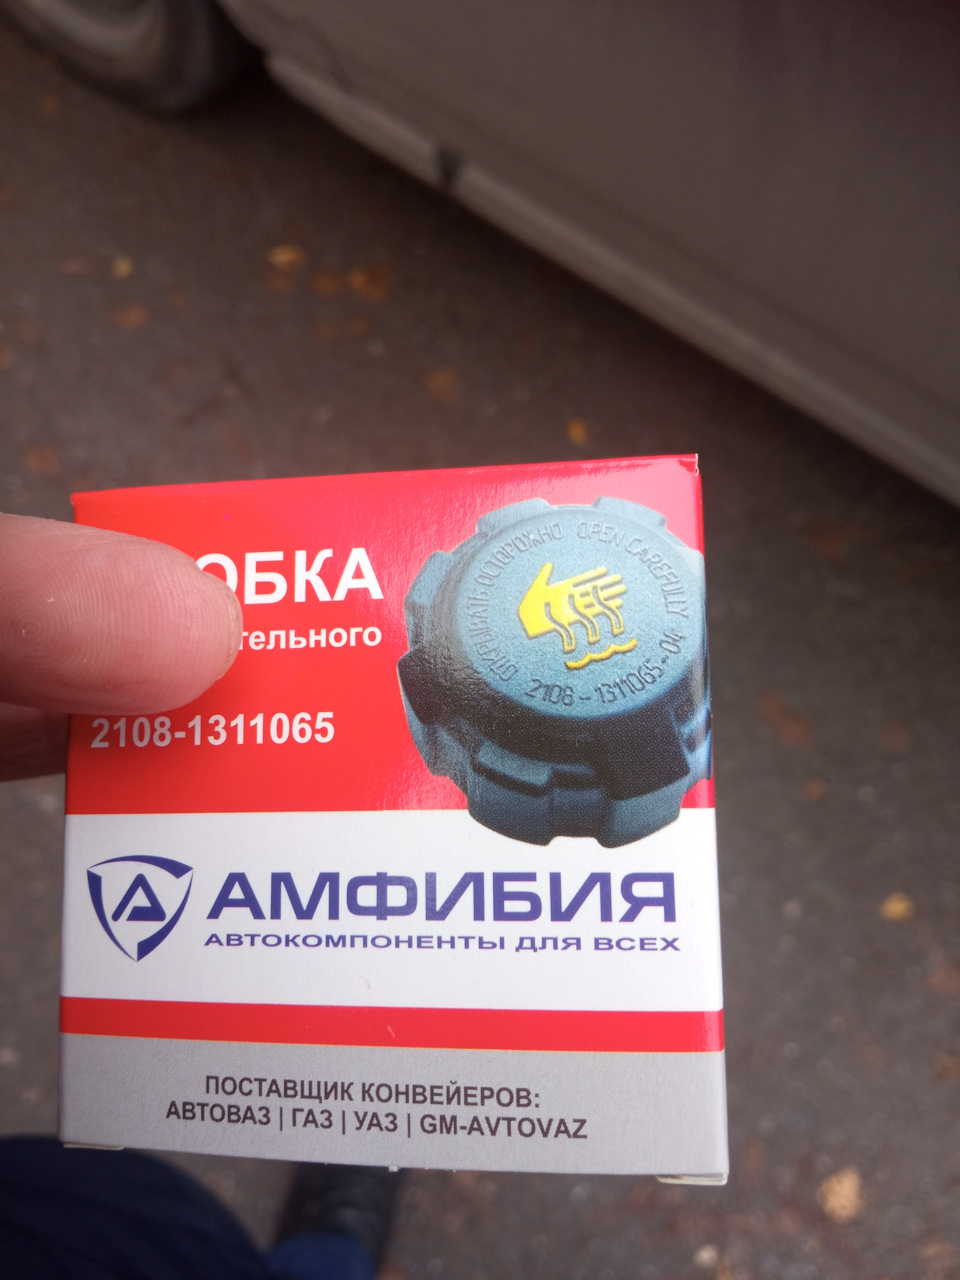 ОБКА
тельного
2108-1311065
ОТКРЫВАТЬ ОСТОРОЖНО OPEN CAREFULLY
2108-1311065-04
АМФИБИЯ
АВТОКОМПОНЕНТЫ ДЛЯ ВСЕХ
ПОСТАВЩИК КОНВЕЙЕРОВ:
АВТОВАЗ | ГАЗ | УАЗ | GM-AVTOVAZ